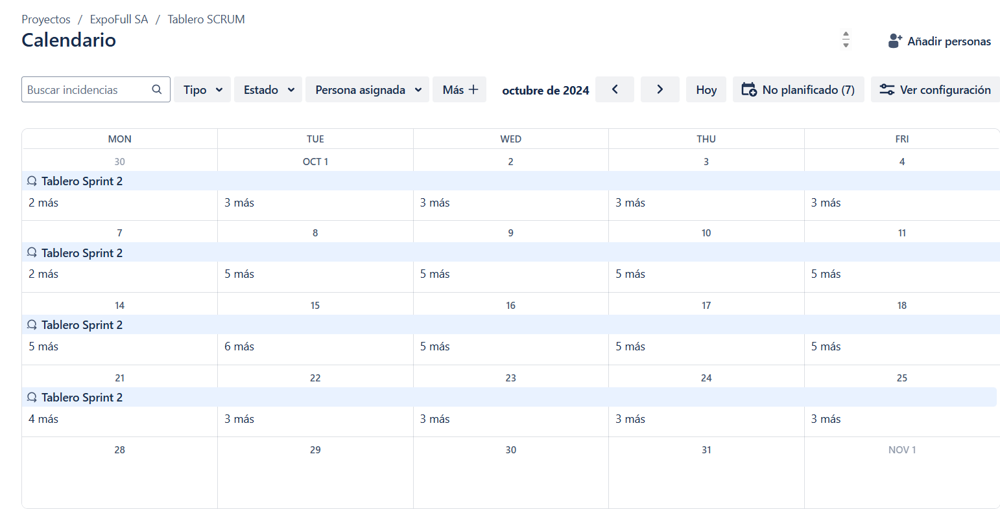 Proyectos / ExpoFull SA / Tablero SCRUM
Calendario
Añadir personas
Buscar incidencias Tipo Estado Persona asignada Más + octubre de 2024 < > Hoy No planificado (7) Ver configuración
MON TUE WED THU FRI
30 OCT 1 2 3 4
Tablero Sprint 2
2 más 3 más 3 más 3 más 3 más
7 8 9 10 11
Tablero Sprint 2
2 más 5 más 5 más 5 más 5 más
14 15 16 17 18
Tablero Sprint 2
5 más 6 más 5 más 5 más 5 más
21 22 23 24 25
Tablero Sprint 2
4 más 3 más 3 más 3 más 3 más
28 29 30 31 NOV 1